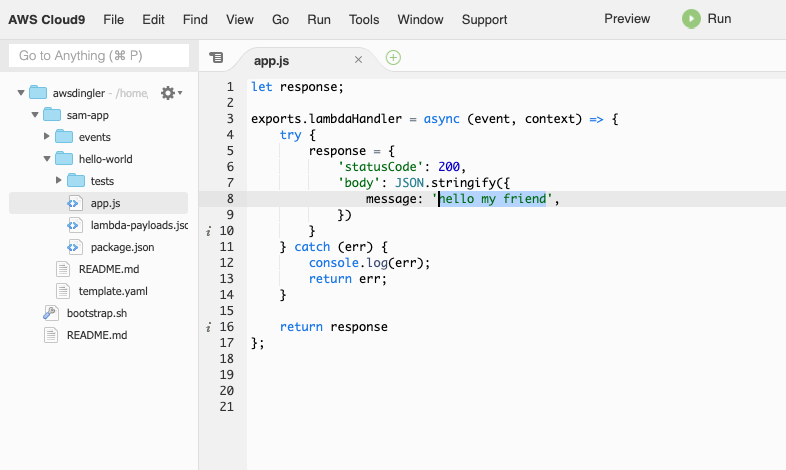 AWS Cloud9 File Edit Find View Go Run Tools Window Support Preview Run
Go to Anything (⌘ P)
app.js
awsdingler - /home,
sam-app
events
hello-world
tests
app.js
lambda-payloads.jsc
package.json
README.md
template.yaml
bootstrap.sh
README.md
1 let response;
2
3 exports.lambdaHandler = async (event, context) => {
4     try {
5         response = {
6             'statusCode': 200,
7             'body': JSON.stringify({
8                 message: 'hello my friend',
9             })
i 10         }
11     } catch (err) {
12         console.log(err);
13         return err;
14     }
15
i 16     return response
17 };
18
19
20
21